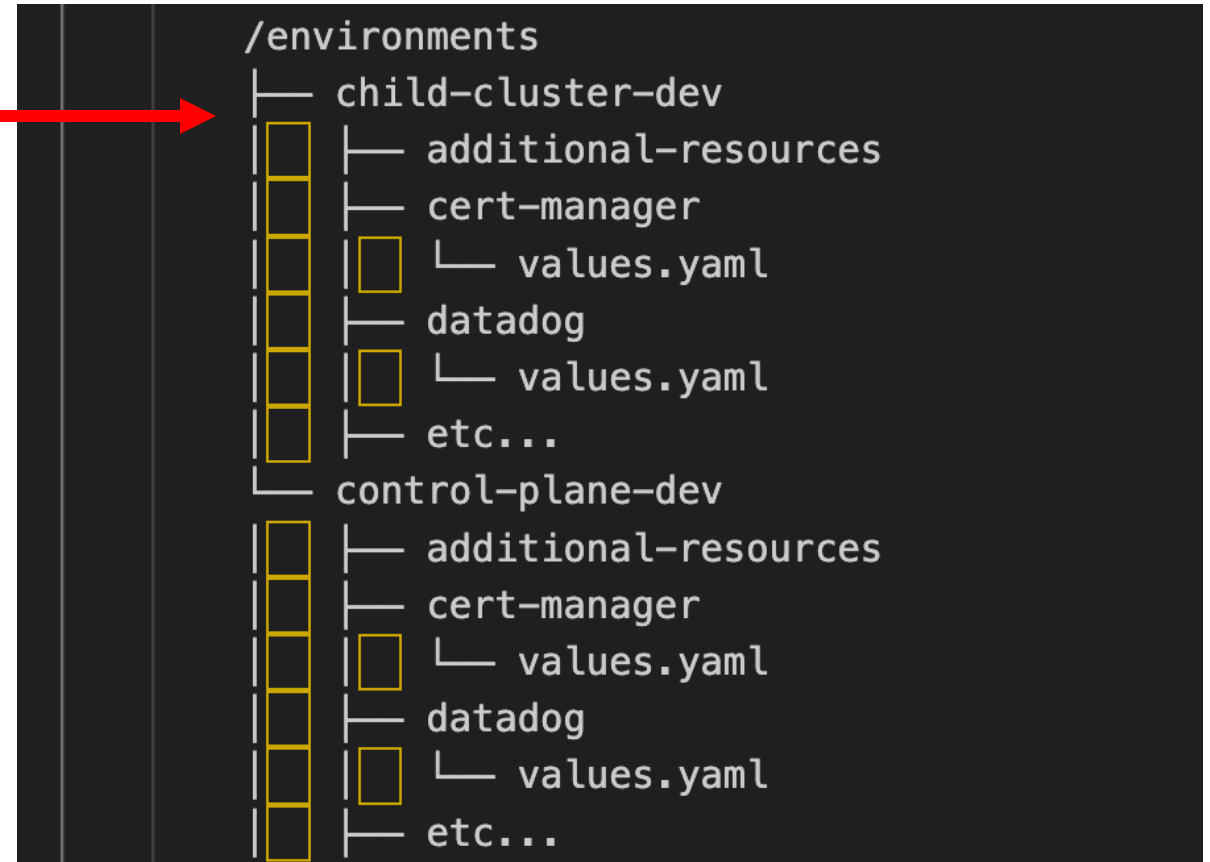 /environments
├── child-cluster-dev
│   ├── additional-resources
│   ├── cert-manager
│   │   └── values.yaml
│   ├── datadog
│   │   └── values.yaml
│   ├── etc...
└── control-plane-dev
│   ├── additional-resources
│   ├── cert-manager
│   │   └── values.yaml
│   ├── datadog
│   │   └── values.yaml
│   ├── etc...